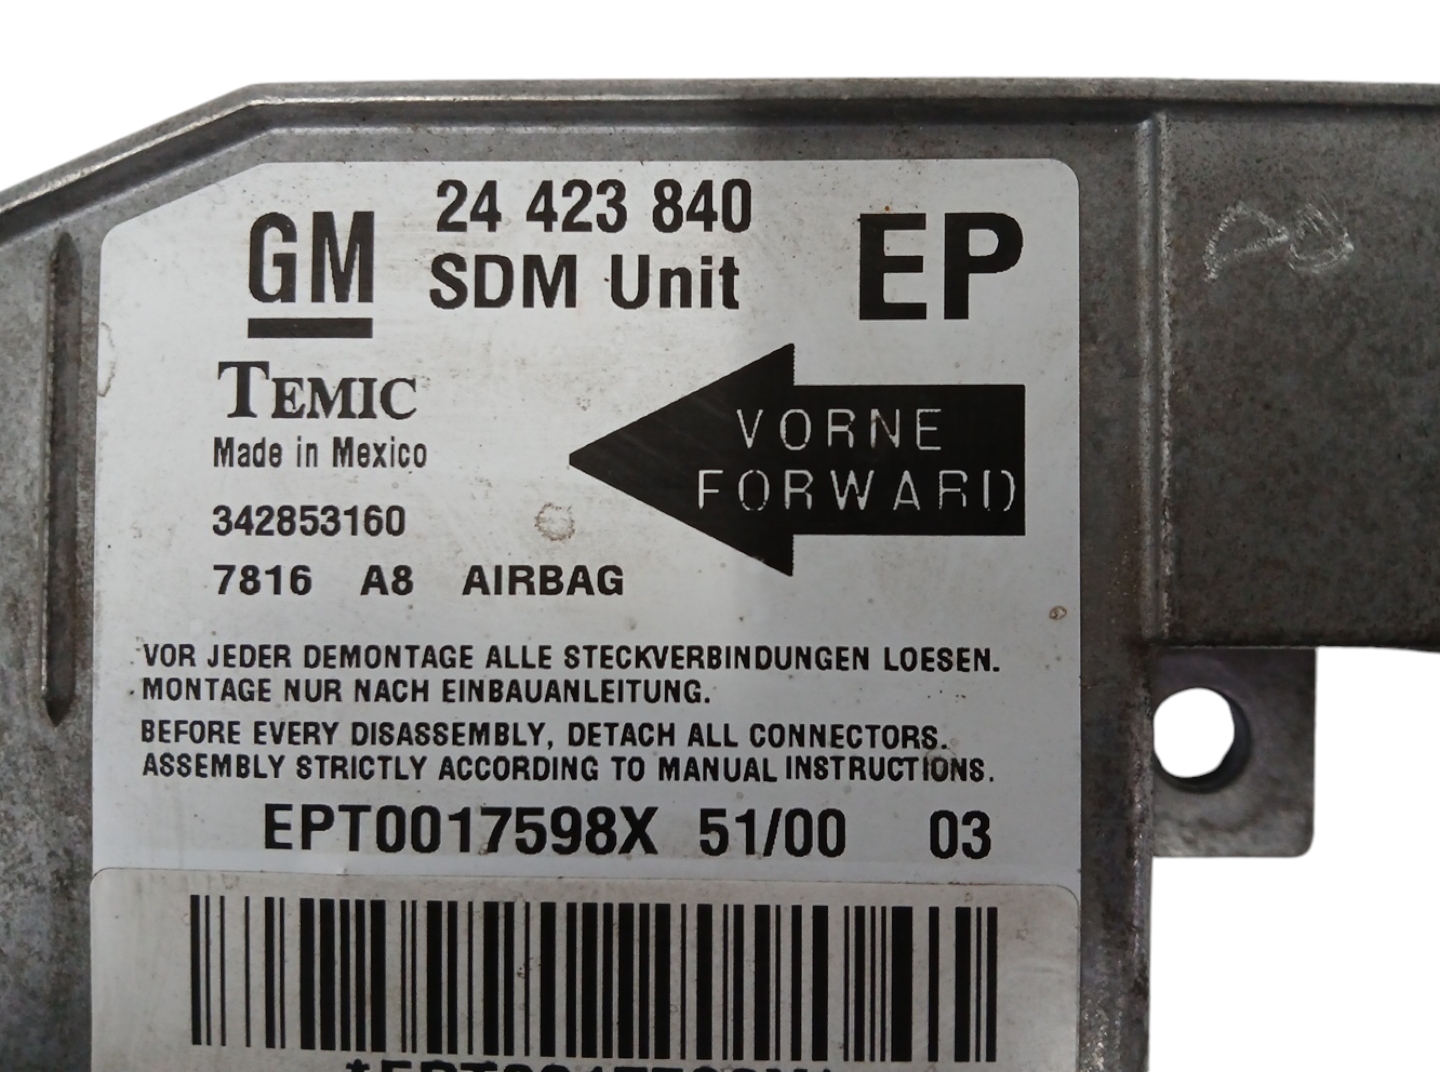 24 423 840
GM SDM Unit EP
TEMIC
Made in Mexico
VORNE
FORWARD
342853160
7816 A8 AIRBAG
VOR JEDER DEMONTAGE ALLE STECKVERBINDUNGEN LOESEN.
MONTAGE NUR NACH EINBAUANLEITUNG.
BEFORE EVERY DISASSEMBLY, DETACH ALL CONNECTORS.
ASSEMBLY STRICTLY ACCORDING TO MANUAL INSTRUCTIONS.
EPT0017598X 51/00 03